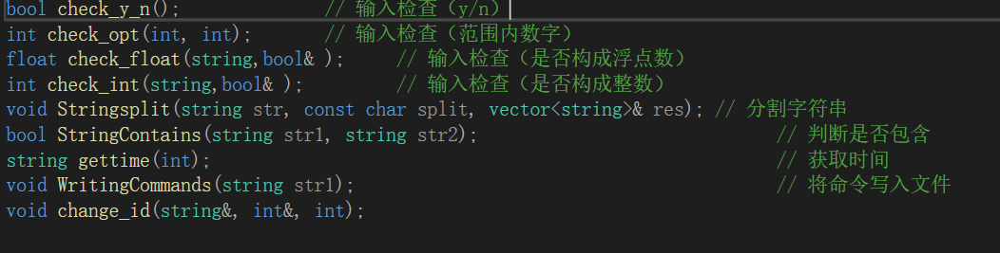 bool check_y_n(); // 输入检查（y/n）
int check_opt(int, int); // 输入检查（范围内数字）
float check_float(string,bool& ); // 输入检查（是否构成浮点数）
int check_int(string,bool& ); // 输入检查（是否构成整数）
void Stringsplit(string str, const char split, vector<string>& res); // 分割字符串
bool StringContains(string str1, string str2); // 判断是否包含
string gettime(int); // 获取时间
void WritingCommands(string str1); // 将命令写入文件
void change_id(string&, int&, int);